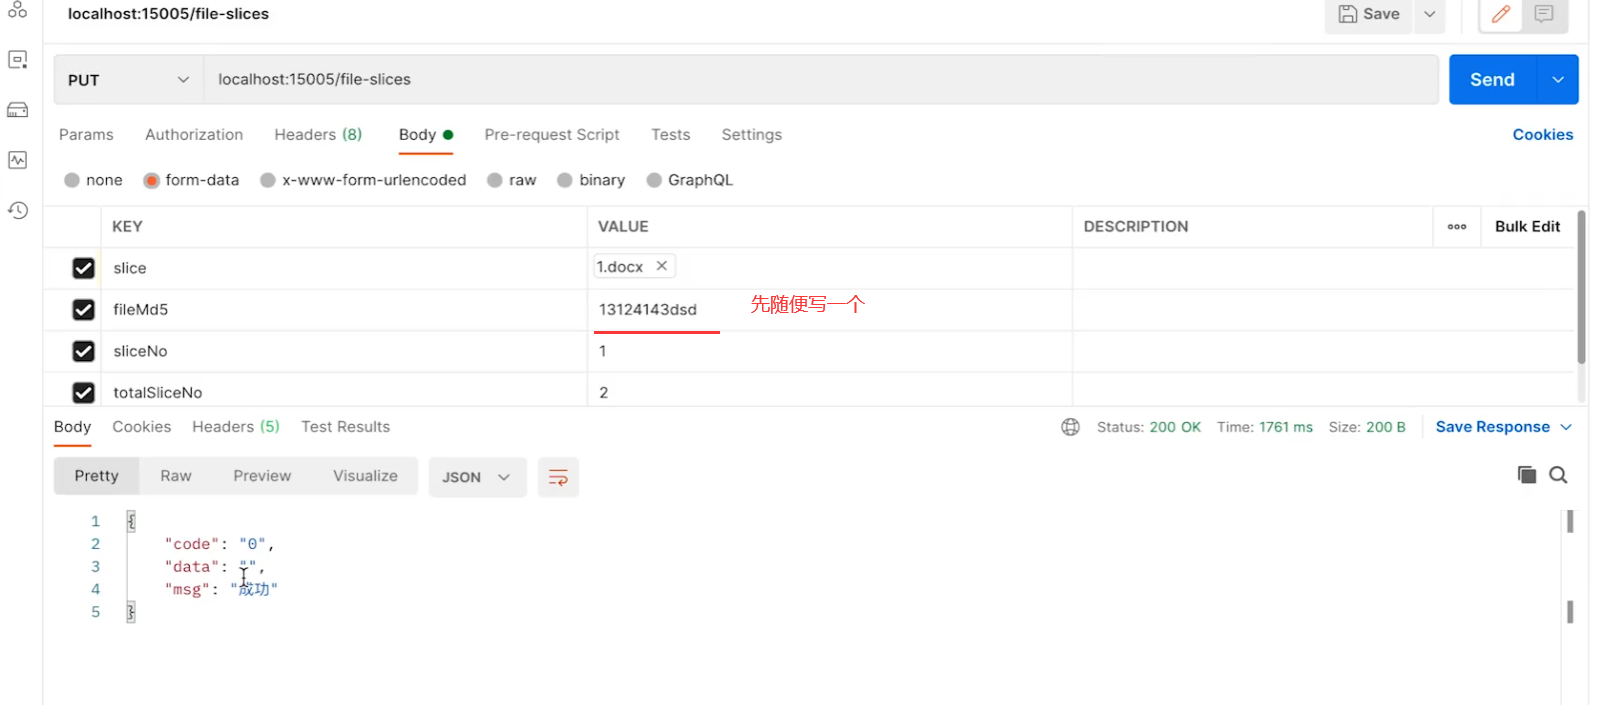 localhost:15005/file-slices
Save
PUT localhost:15005/file-slices Send
Params Authorization Headers (8) Body Pre-request Script Tests Settings Cookies
none form-data x-www-form-urlencoded raw binary GraphQL
KEY VALUE DESCRIPTION ooo Bulk Edit
slice 1.docx ×
fileMd5 13124143dsd 先随便写一个
sliceNo 1
totalSliceNo 2
Body Cookies Headers (5) Test Results Status: 200 OK Time: 1761 ms Size: 200 B Save Response
Pretty Raw Preview Visualize JSON
1 {
2 "code": "0",
3 "data": "",
4 "msg": "成功"
5 }